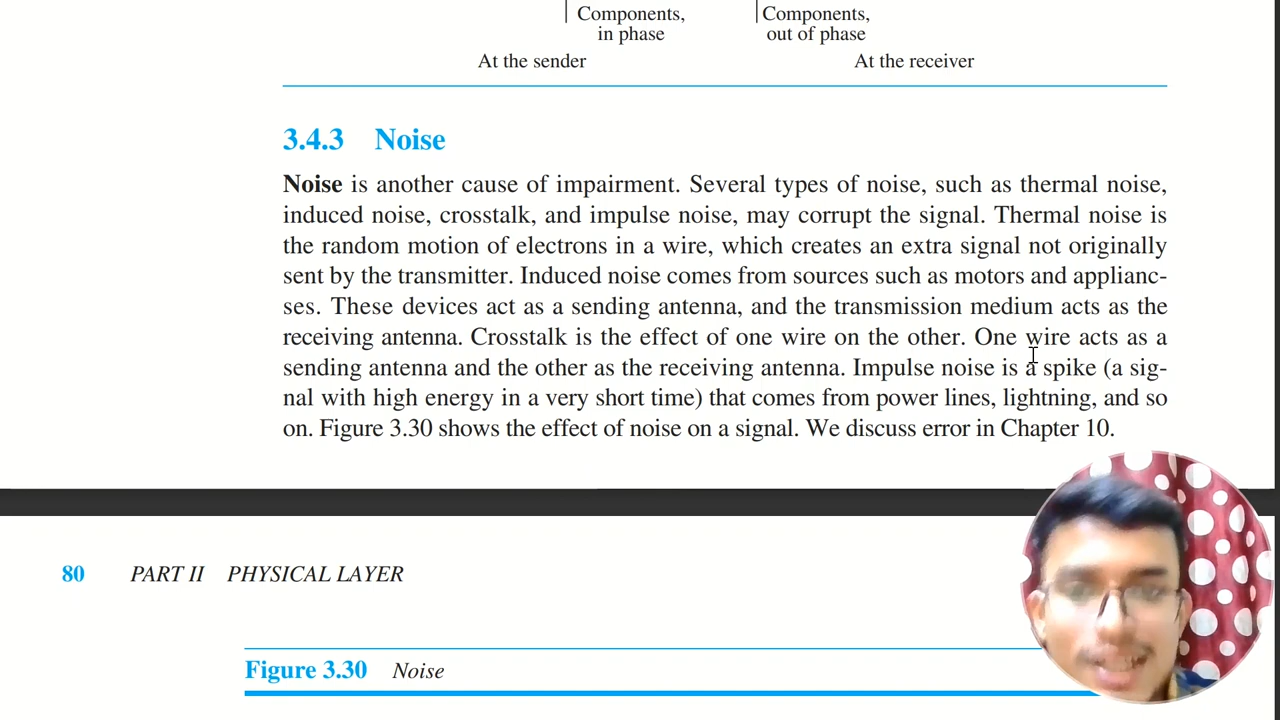 Components,
in phase
Components,
out of phase
At the sender
At the receiver
3.4.3 Noise
Noise is another cause of impairment. Several types of noise, such as thermal noise,
induced noise, crosstalk, and impulse noise, may corrupt the signal. Thermal noise is
the random motion of electrons in a wire, which creates an extra signal not originally
sent by the transmitter. Induced noise comes from sources such as motors and applianc-
ses. These devices act as a sending antenna, and the transmission medium acts as the
receiving antenna. Crosstalk is the effect of one wire on the other. One wire acts as a
sending antenna and the other as the receiving antenna. Impulse noise is a spike (a sig-
nal with high energy in a very short time) that comes from power lines, lightning, and so
on. Figure 3.30 shows the effect of noise on a signal. We discuss error in Chapter 10.
80 PART II PHYSICAL LAYER
Figure 3.30 Noise